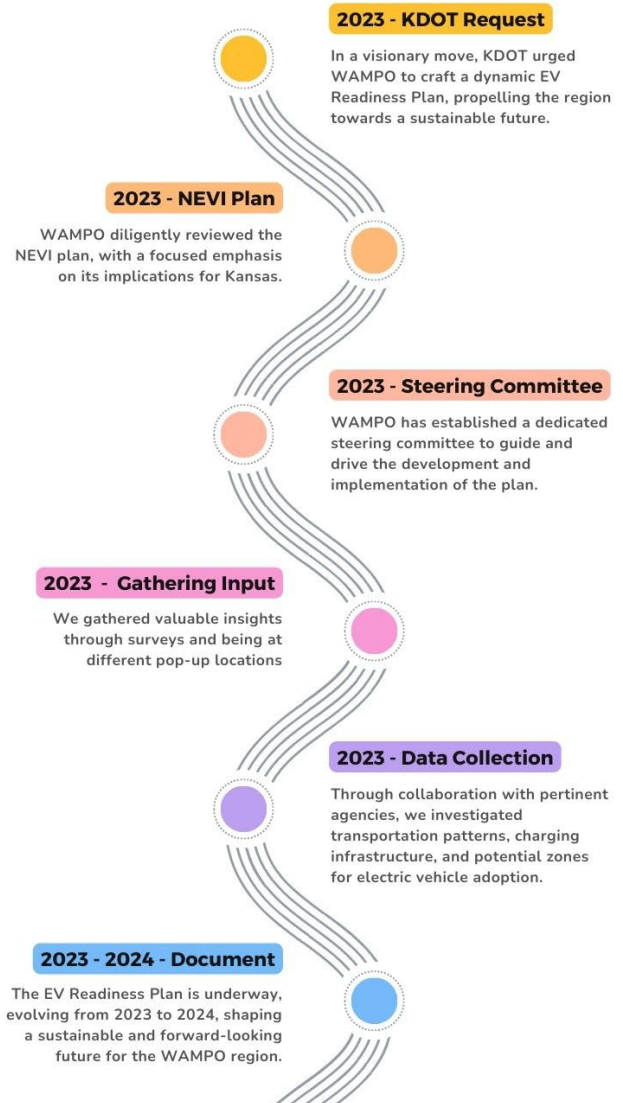 2023 - KDOT Request
In a visionary move, KDOT urged
WAMPO to craft a dynamic EV
Readiness Plan, propelling the region
towards a sustainable future.
2023 - NEVI Plan
WAMPO diligently reviewed the
NEVI plan, with a focused emphasis
on its implications for Kansas.
2023 - Steering Committee
WAMPO has established a dedicated
steering committee to guide and
drive the development and
implementation of the plan.
2023 - Gathering Input
We gathered valuable insights
through surveys and being at
different pop-up locations
2023 - Data Collection
Through collaboration with pertinent
agencies, we investigated
transportation patterns, charging
infrastructure, and potential zones
for electric vehicle adoption.
2023 - 2024 - Document
The EV Readiness Plan is underway,
evolving from 2023 to 2024, shaping
a sustainable and forward-looking
future for the WAMPO region.